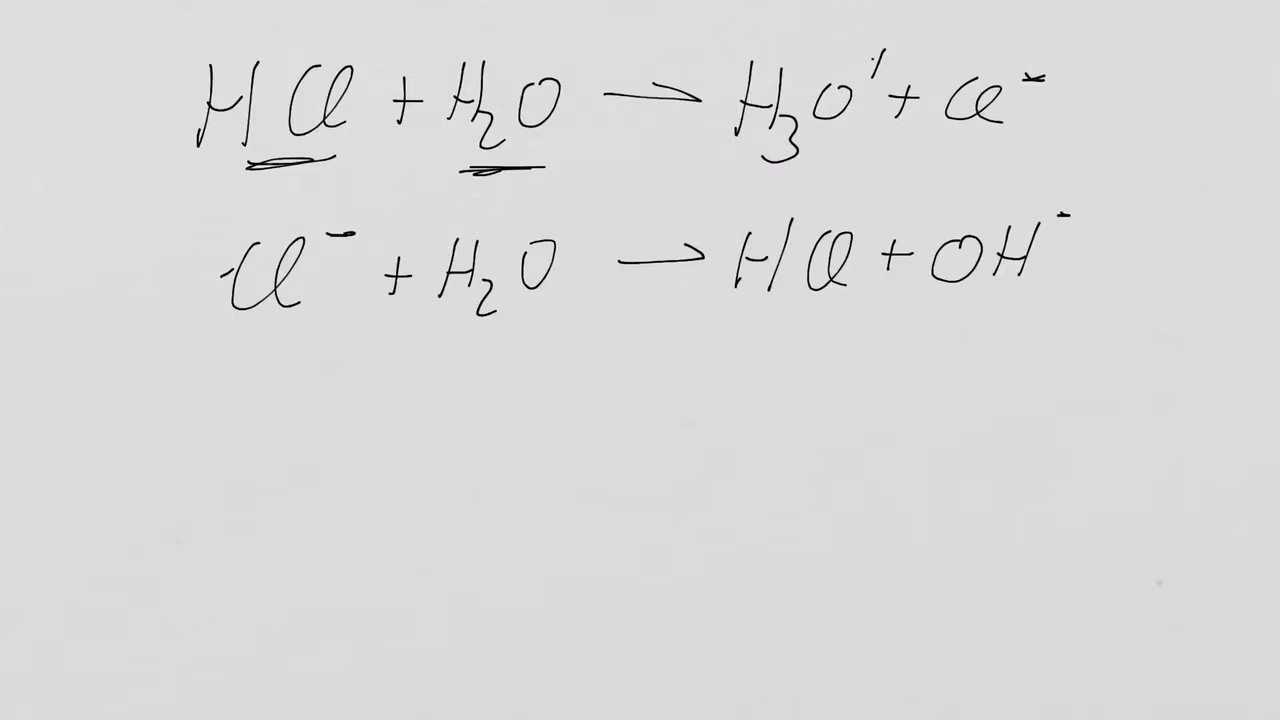 HCl + H₂O → H₃O⁺ + Cl⁻
Cl⁻ + H₂O → HCl + OH⁻